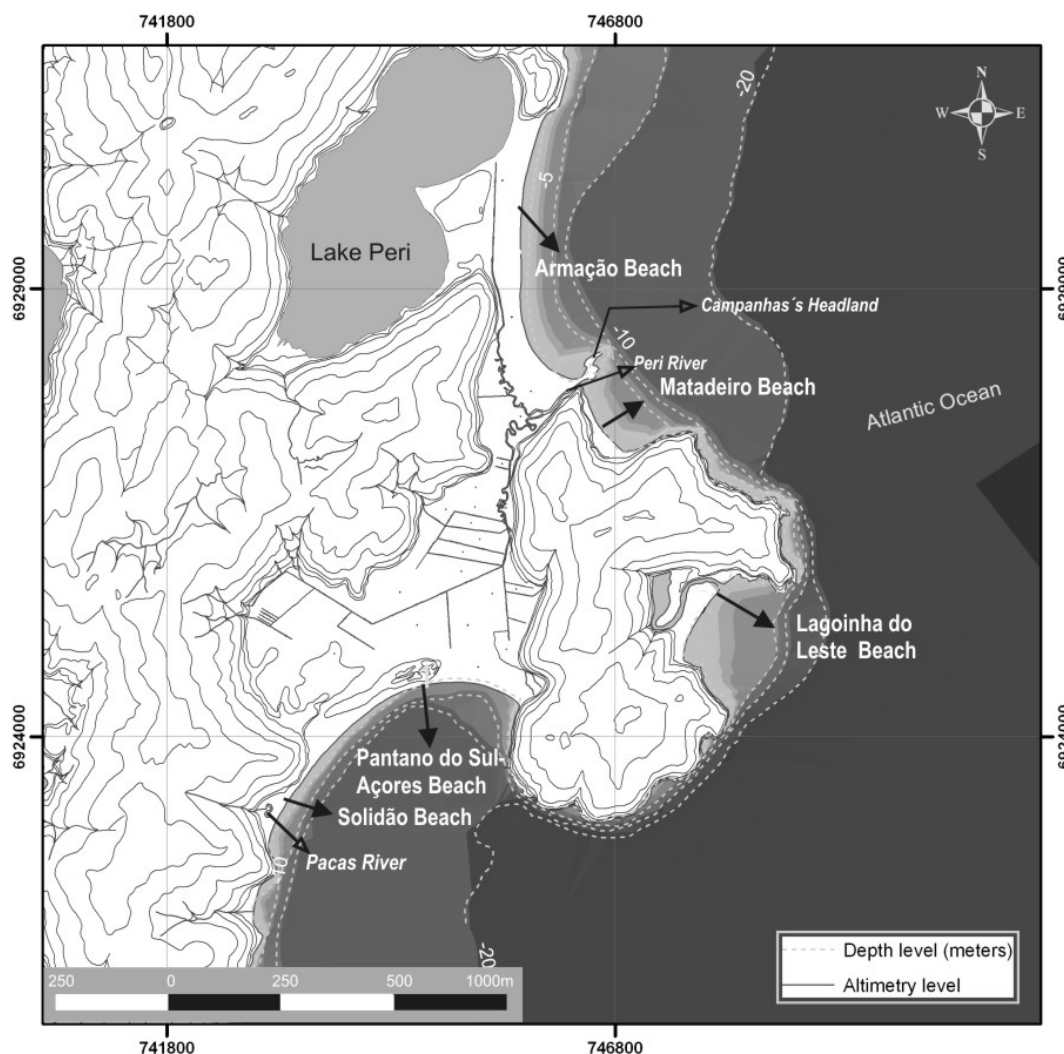 741800
746800
-20
N
W
E
S
-5
Lake Peri
Armação Beach
6929000
6929000
Campanhas´s Headland
-10
Peri River
Matadeiro Beach
Atlantic Ocean
Lagoinha do
Leste Beach
6924000
6924000
Pantano do Sul-
Açores Beach
Solidão Beach
Pacas River
10
-20
Depth level (meters)
Altimetry level
250
0
250
500
1000m
741800
746800